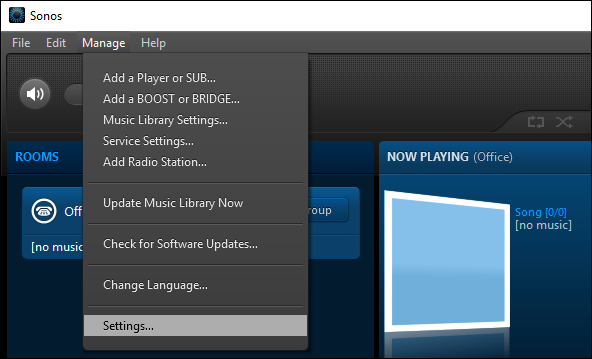 Sonos
File Edit Manage Help
Add a Player or SUB...
Add a BOOST or BRIDGE...
Music Library Settings...
Service Settings...
Add Radio Station...
Update Music Library Now
Check for Software Updates...
Change Language...
Settings...
ROOMS
Off
roup
[no music
NOW PLAYING (Office)
Song [0/0]
[no music]